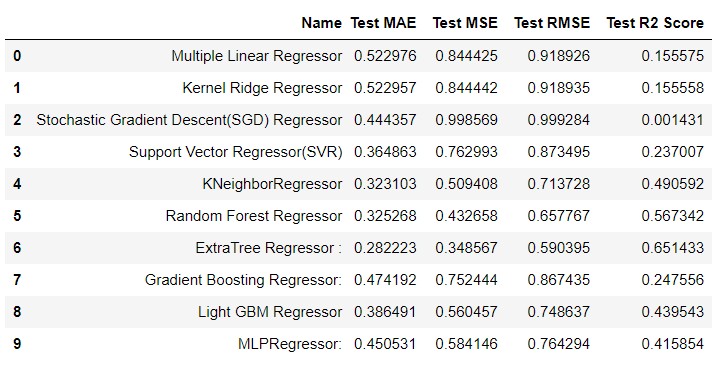 Name Test MAE Test MSE Test RMSE Test R2 Score
0 Multiple Linear Regressor 0.522976 0.844425 0.918926 0.155575
1 Kernel Ridge Regressor 0.522957 0.844442 0.918935 0.155558
2 Stochastic Gradient Descent(SGD) Regressor 0.444357 0.998569 0.999284 0.001431
3 Support Vector Regressor(SVR) 0.364863 0.762993 0.873495 0.237007
4 KNeighborRegressor 0.323103 0.509408 0.713728 0.490592
5 Random Forest Regressor 0.325268 0.432658 0.657767 0.567342
6 ExtraTree Regressor : 0.282223 0.348567 0.590395 0.651433
7 Gradient Boosting Regressor: 0.474192 0.752444 0.867435 0.247556
8 Light GBM Regressor 0.386491 0.560457 0.748637 0.439543
9 MLPRegressor: 0.450531 0.584146 0.764294 0.415854